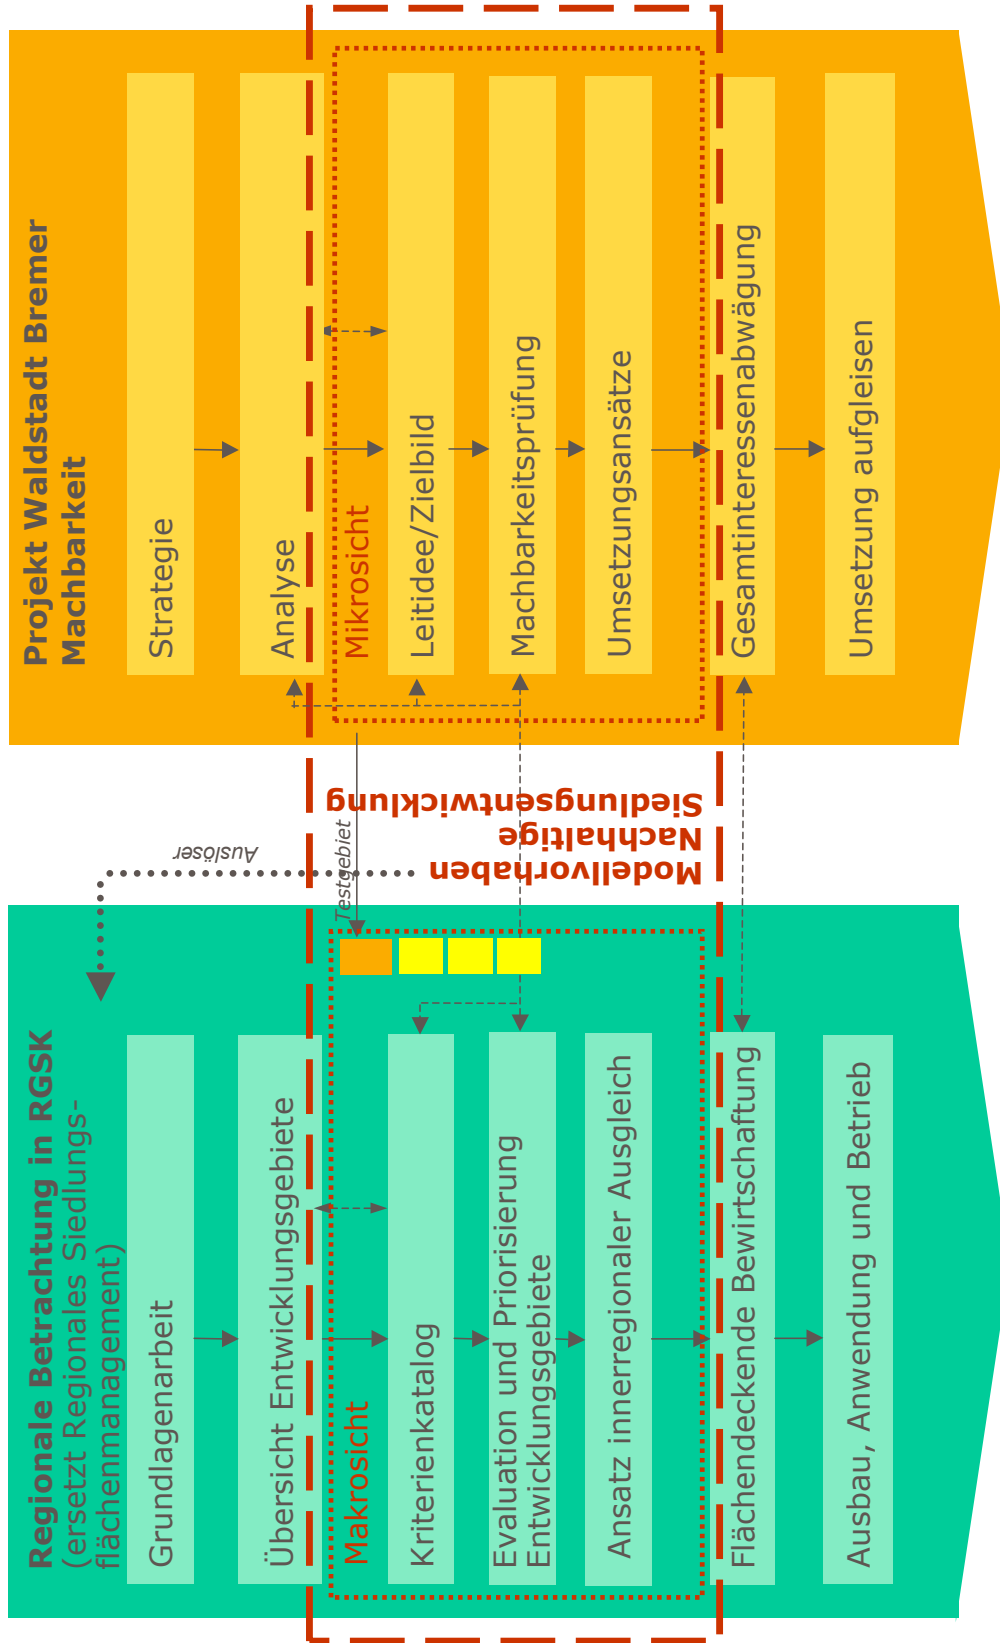 Regionale Betrachtung in RGSK
(ersetzt Regionales Siedlungs-
flächenmanagement)
Grundlagenarbeit
Übersicht Entwicklungsgebiete
Makrosicht
Kriterienkatalog
Evaluation und Priorisierung
Entwicklungsgebiete
Ansatz innerregionaler Ausgleich
Flächendeckende Bewirtschaftung
Ausbau, Anwendung und Betrieb
Auslöser
Testgebiet
Modellvorhaben
Nachhaltige
Siedlungsentwicklung
Projekt Waldstadt Bremer
Machbarkeit
Strategie
Analyse
Mikrosicht
Leitidee/Zielbild
Machbarkeitsprüfung
Umsetzungsansätze
Gesamtinteressenabwägung
Umsetzung aufgleisen